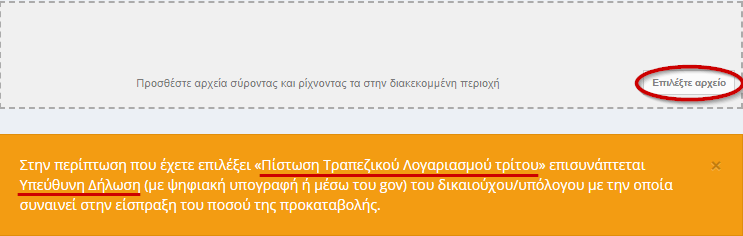 Προσθέστε αρχεία σύροντας και ρίχνοντας τα στην διακεκομμένη περιοχή
Επιλέξτε αρχείο
Στην περίπτωση που έχετε επιλέξει «Πίστωση Τραπεζικού Λογαριασμού τρίτου» επισυνάπτεται
Υπεύθυνη Δήλωση (με ψηφιακή υπογραφή ή μέσω του gov) του δικαιούχου/υπόλογου με την οποία
συναινεί στην είσπραξη του ποσού της προκαταβολής.
×